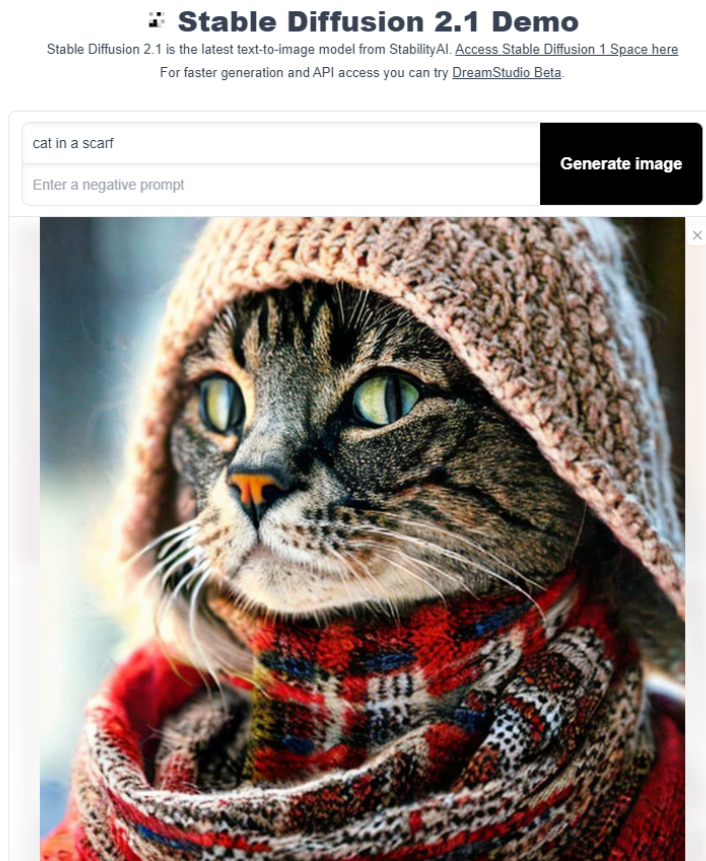 Stable Diffusion 2.1 Demo
Stable Diffusion 2.1 is the latest text-to-image model from StabilityAI. Access Stable Diffusion 1 Space here
For faster generation and API access you can try DreamStudio Beta.
cat in a scarf
Generate image
Enter a negative prompt